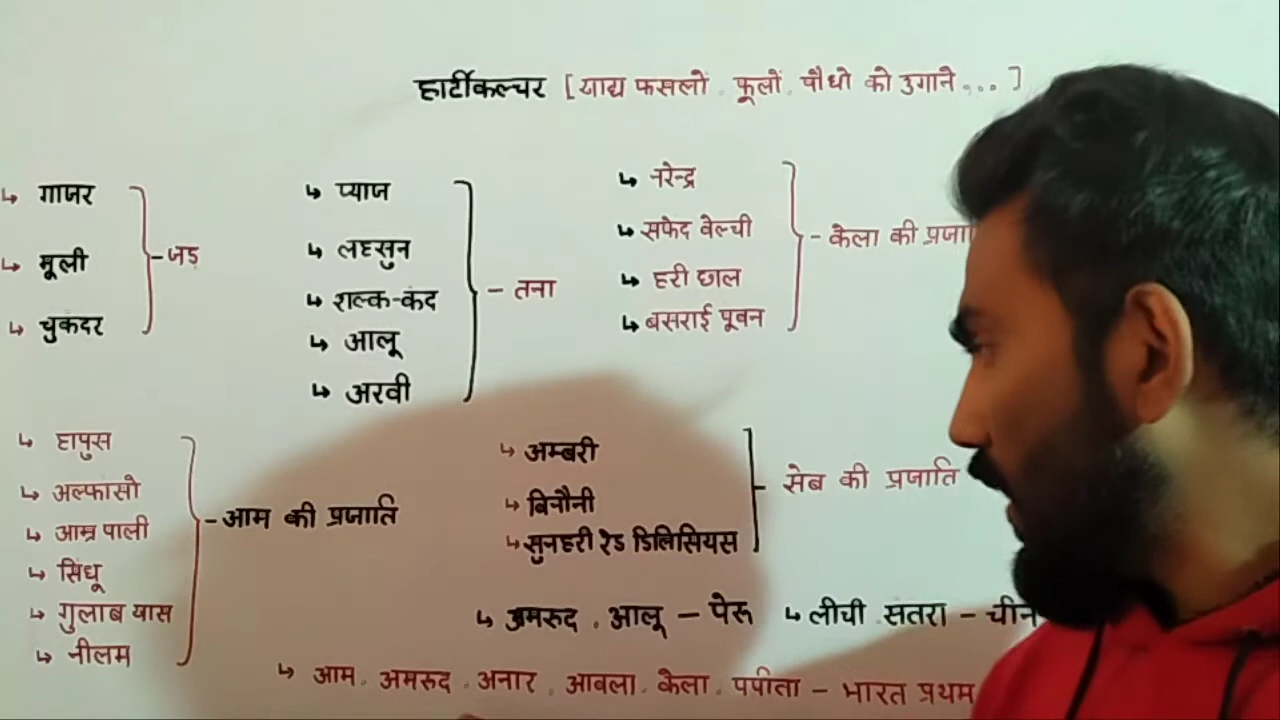 हार्टीकल्चर [याद्य फसलों, फूलों, पौधो को उगाने...]
↳ गाजर
↳ मूली
↳ चुकदर
- जड
↳ प्याज
↳ लहसुन
↳ शल्क-कंद
↳ आलू
↳ अरवी
- तना
↳ नरेन्द्र
↳ सफेद वेल्ची
↳ हरी छाल
↳ बसराई पूवन
- केला की प्रजा
↳ हापुस
↳ अल्फासो
↳ आम्र पाली
↳ सिंधू
↳ गुलाब यास
↳ नीलम
- आम की प्रजाति
↳ अम्बरी
↳ बिनौनी
↳ सुनहरी रेड डिलिसियस
- सेब की प्रजाति
↳ अमरुद, आलू - पेरू
↳ लीची सतरा - चीन
↳ आम, अमरुद, अनार, आवला, केला, पपीता - भारत प्रथम